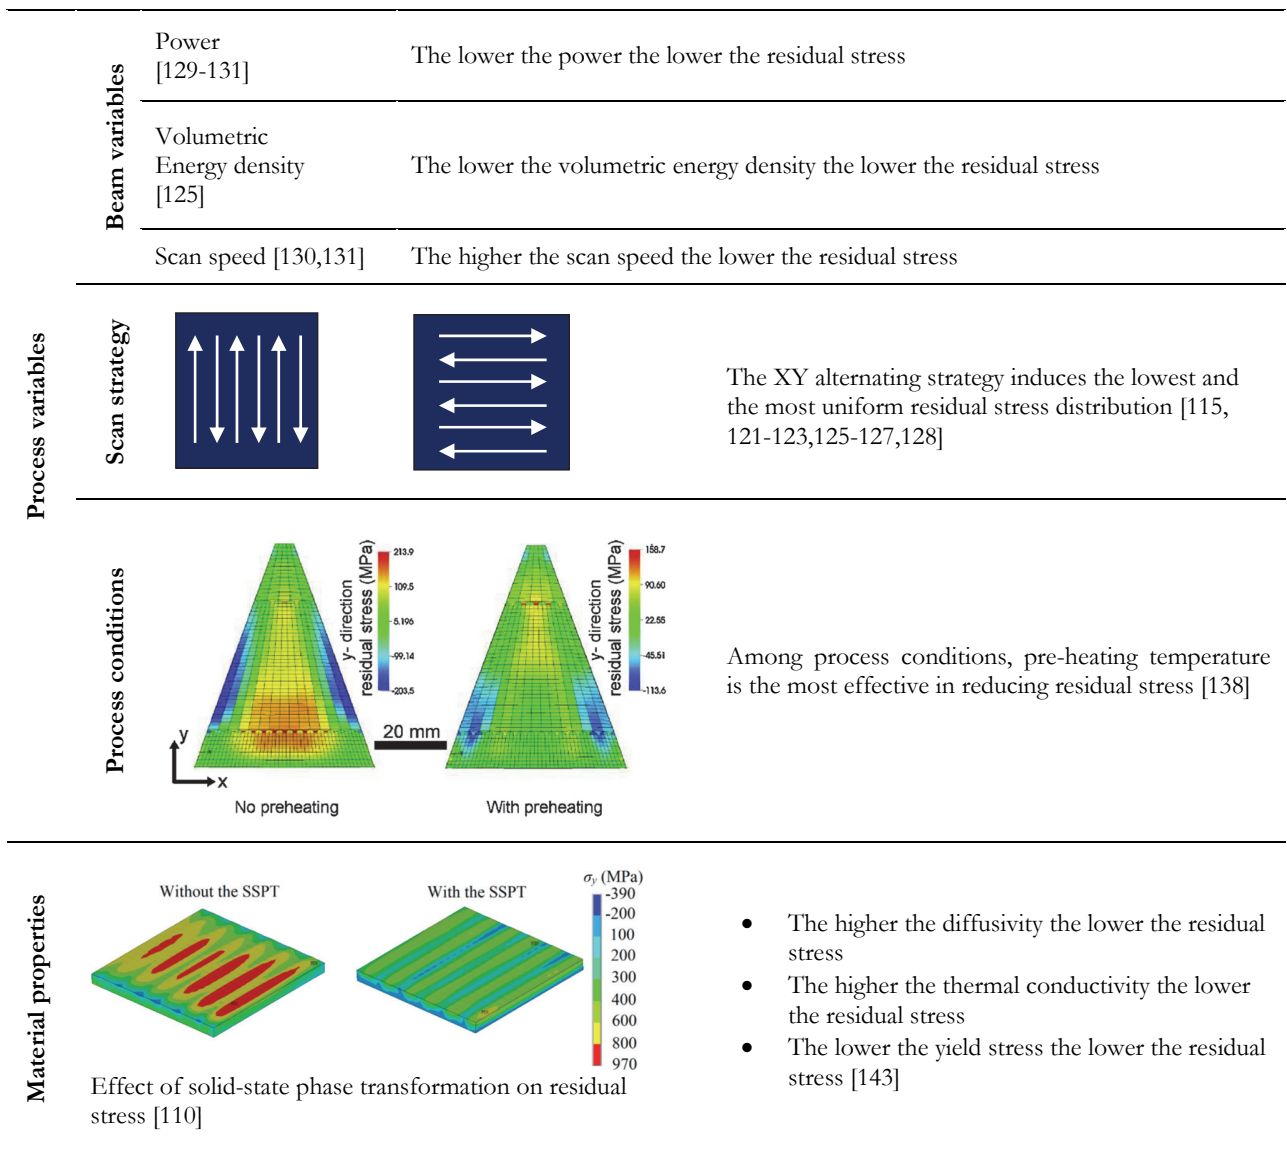 Process variables
Beam variables
Power
[129-131]
The lower the power the lower the residual stress
Volumetric
Energy density
[125]
The lower the volumetric energy density the lower the residual stress
Scan speed [130,131]
The higher the scan speed the lower the residual stress
Scan strategy
The XY alternating strategy induces the lowest and
the most uniform residual stress distribution [115,
121-123,125-127,128]
Process conditions
213.9
109.5
5.195
-99.14
-203.5
y- direction
residual stress (MPa)
158.7
90.60
22.55
-45.51
-113.6
y- direction
residual stress (MPa)
y
x
20 mm
No preheating
With preheating
Among process conditions, pre-heating temperature
is the most effective in reducing residual stress [138]
Material properties
Without the SSPT
With the SSPT
σy (MPa)
-390
-200
100
200
300
400
600
800
970
Effect of solid-state phase transformation on residual
stress [110]
• The higher the diffusivity the lower the residual
stress
• The higher the thermal conductivity the lower
the residual stress
• The lower the yield stress the lower the residual
stress [143]